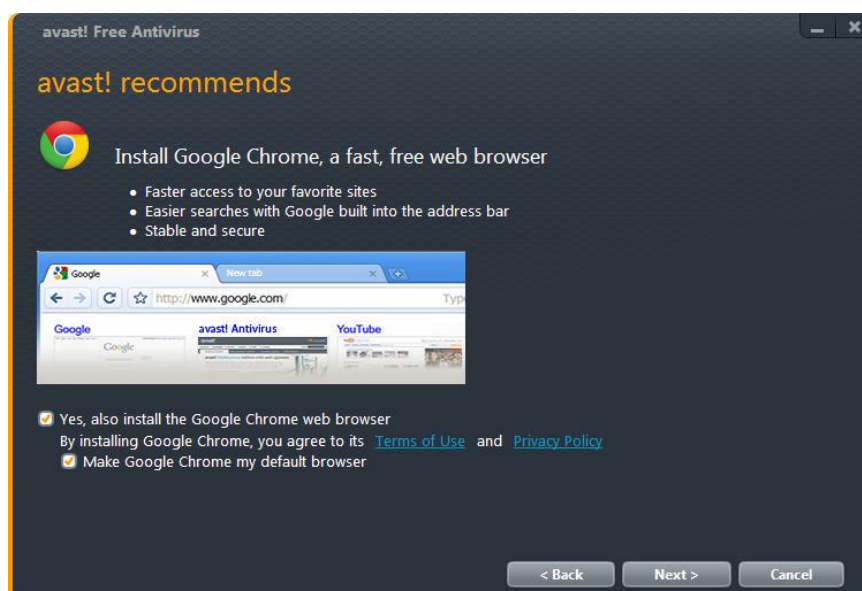 avast! Free Antivirus
avast! recommends
Install Google Chrome, a fast, free web browser
Faster access to your favorite sites
Easier searches with Google built into the address bar
Stable and secure
Google
New tab
http://www.google.com/
Google
avast! Antivirus
YouTube
Google
Yes, also install the Google Chrome web browser
By installing Google Chrome, you agree to its Terms of Use and Privacy Policy
Make Google Chrome my default browser
< Back
Next >
Cancel